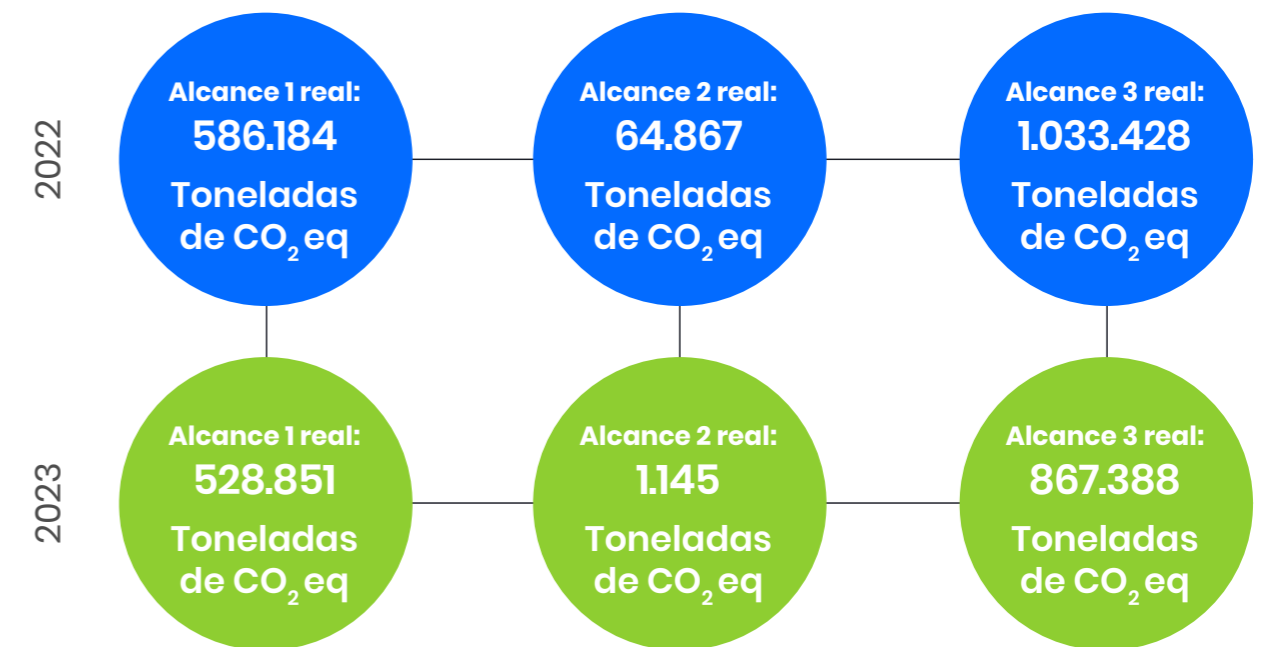 2022
Alcance 1 real:
586.184
Toneladas
de CO₂ eq
Alcance 2 real:
64.867
Toneladas
de CO₂ eq
Alcance 3 real:
1.033.428
Toneladas
de CO₂ eq
2023
Alcance 1 real:
528.851
Toneladas
de CO₂ eq
Alcance 2 real:
1.145
Toneladas
de CO₂ eq
Alcance 3 real:
867.388
Toneladas
de CO₂ eq